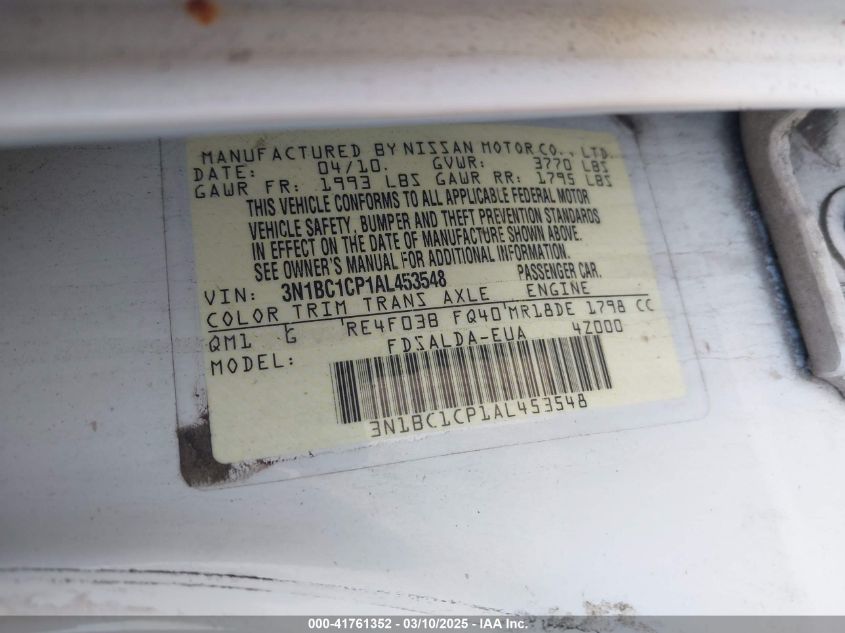 MANUFACTURED BY NISSAN MOTOR CO., LTD.
DATE: 04/10. GVWR: 3770 LBS
GAWR FR: 1993 LBS GAWR RR: 1795 LBS
THIS VEHICLE CONFORMS TO ALL APPLICABLE FEDERAL MOTOR
VEHICLE SAFETY, BUMPER AND THEFT PREVENTION STANDARDS
IN EFFECT ON THE DATE OF MANUFACTURE SHOWN ABOVE.
SEE OWNER'S MANUAL FOR ADDITIONAL INFORMATION.
VIN: 3N1BC1CP1AL453548 PASSENGER CAR.
COLOR TRIM TRANS AXLE ENGINE
QM1 G RE4F03B FQ40 MR18DE 1798 CC
MODEL: FDSALDA-EUA 4Z000
3N1BC1CP1AL453548
000-41761352 — 03/10/2025 — IAA Inc.